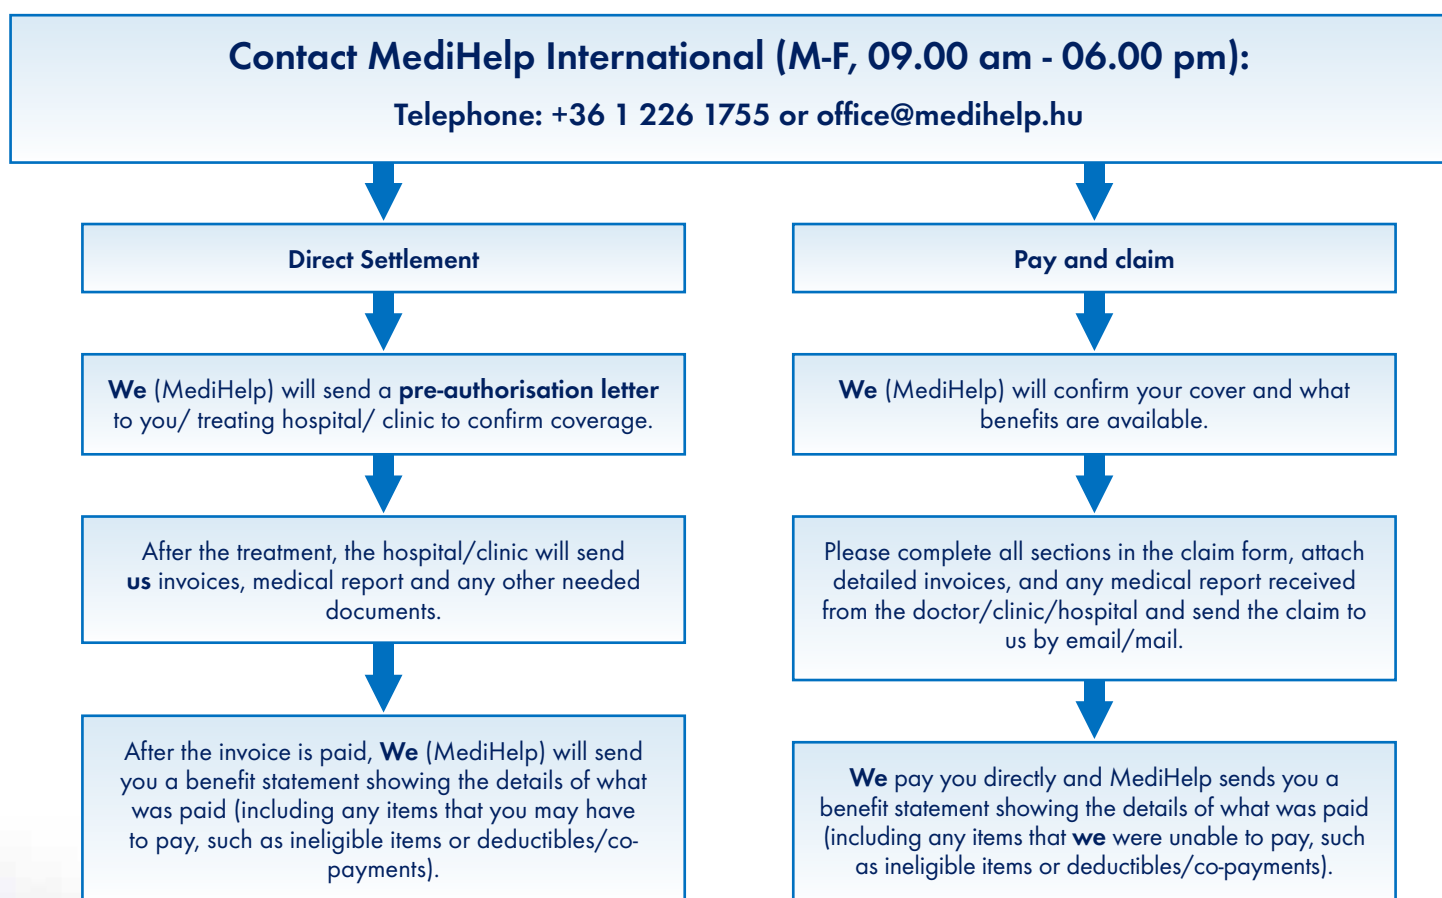 Contact MediHelp International (M-F, 09.00 am - 06.00 pm):
Telephone: +36 1 226 1755 or office@medihelp.hu
Direct Settlement
We (MediHelp) will send a pre-authorisation letter
to you/ treating hospital/ clinic to confirm coverage.
After the treatment, the hospital/clinic will send
us invoices, medical report and any other needed
documents.
After the invoice is paid, We (MediHelp) will send
you a benefit statement showing the details of what
was paid (including any items that you may have
to pay, such as ineligible items or deductibles/co-
payments).
Pay and claim
We (MediHelp) will confirm your cover and what
benefits are available.
Please complete all sections in the claim form, attach
detailed invoices, and any medical report received
from the doctor/clinic/hospital and send the claim to
us by email/mail.
We pay you directly and MediHelp sends you a
benefit statement showing the details of what was paid
(including any items that we were unable to pay, such
as ineligible items or deductibles/co-payments).